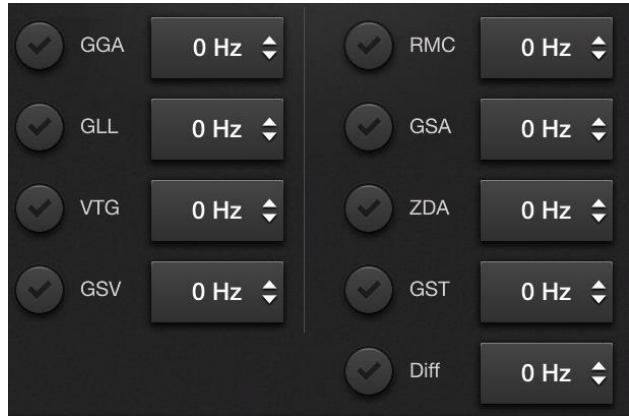 GGA 0 Hz RMC 0 Hz
GLL 0 Hz GSA 0 Hz
VTG 0 Hz ZDA 0 Hz
GSV 0 Hz GST 0 Hz
Diff 0 Hz